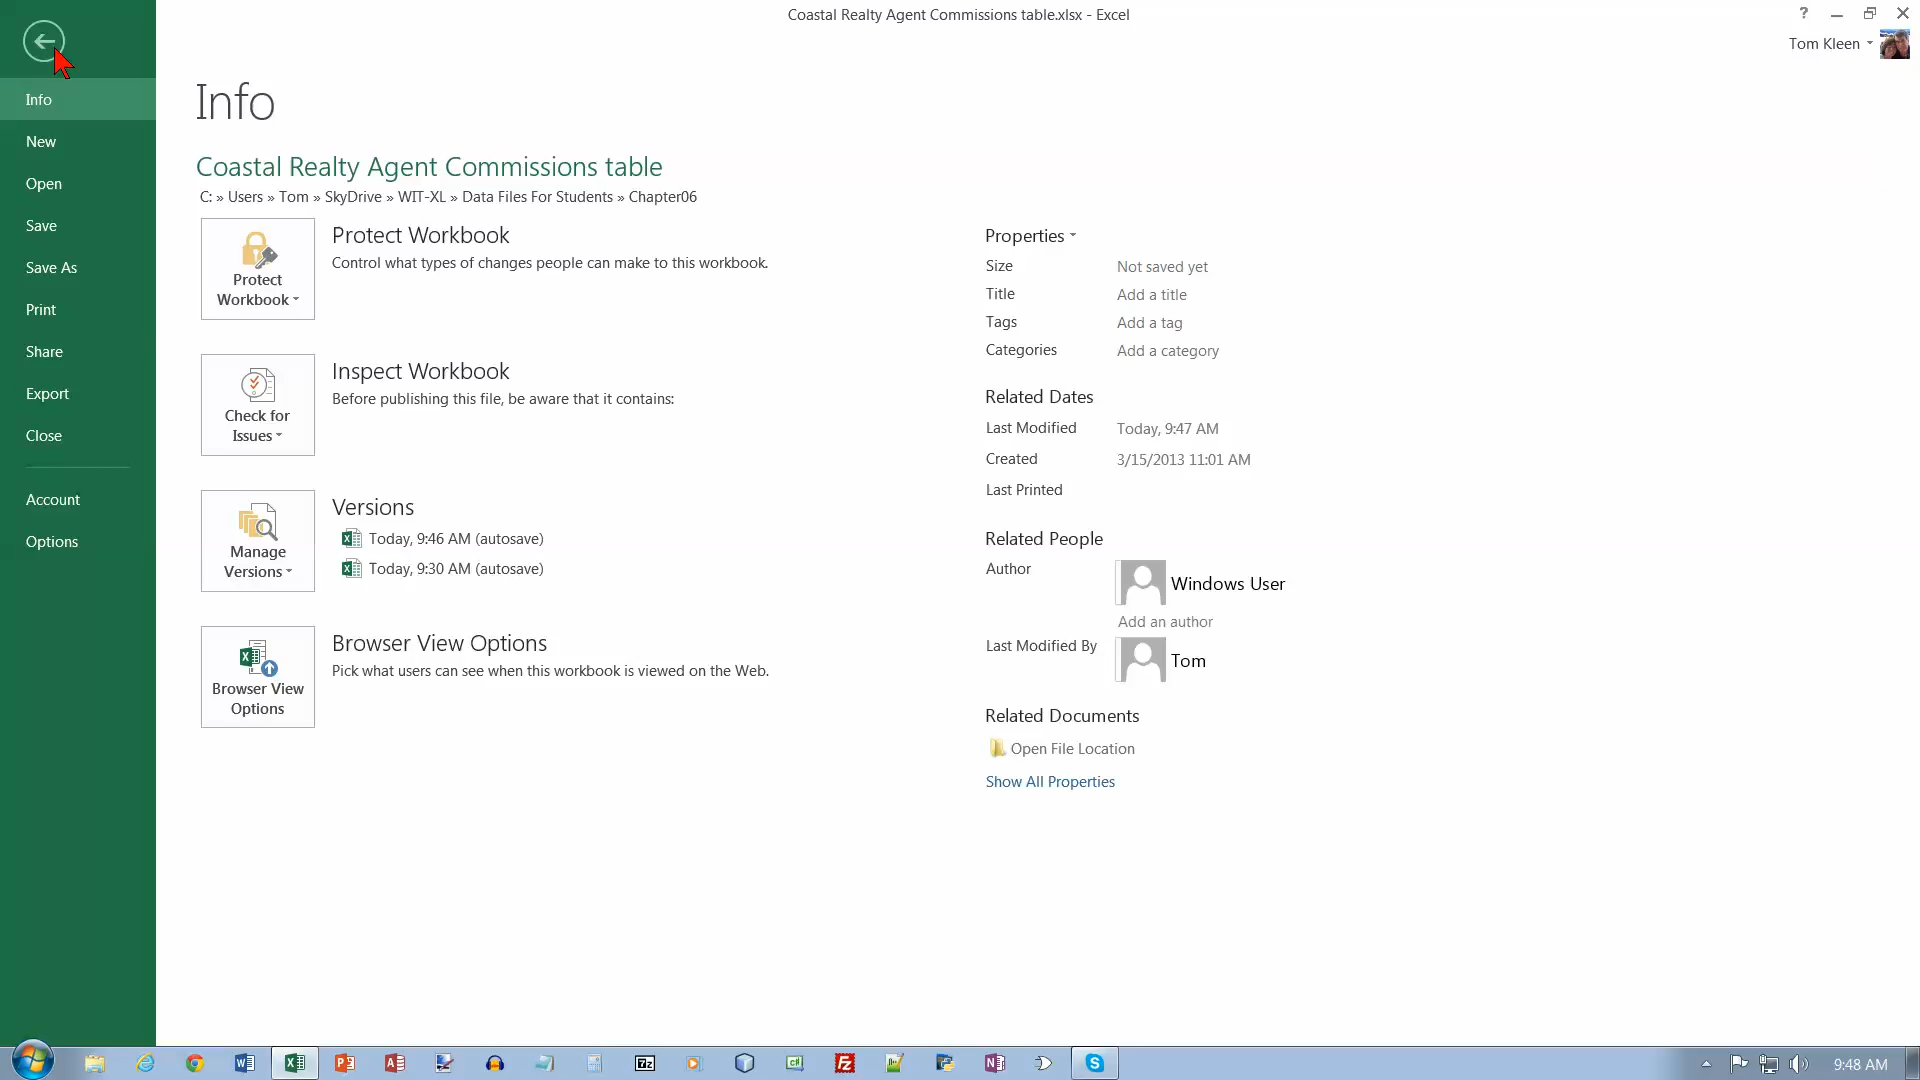 Coastal Realty Agent Commissions table.xlsx - Excel
?
Tom Kleen
Info
New
Open
Save
Save As
Print
Share
Export
Close
Account
Options
Info
Coastal Realty Agent Commissions table
C: » Users » Tom » SkyDrive » WIT-XL » Data Files For Students » Chapter06
Protect
Workbook
Protect Workbook
Control what types of changes people can make to this workbook.
Check for
Issues
Inspect Workbook
Before publishing this file, be aware that it contains:
Manage
Versions
Versions
Today, 9:46 AM (autosave)
Today, 9:30 AM (autosave)
Browser View
Options
Browser View Options
Pick what users can see when this workbook is viewed on the Web.
Properties
Size Not saved yet
Title Add a title
Tags Add a tag
Categories Add a category
Related Dates
Last Modified Today, 9:47 AM
Created 3/15/2013 11:01 AM
Last Printed
Related People
Author Windows User
Add an author
Last Modified By Tom
Related Documents
Open File Location
Show All Properties
9:48 AM